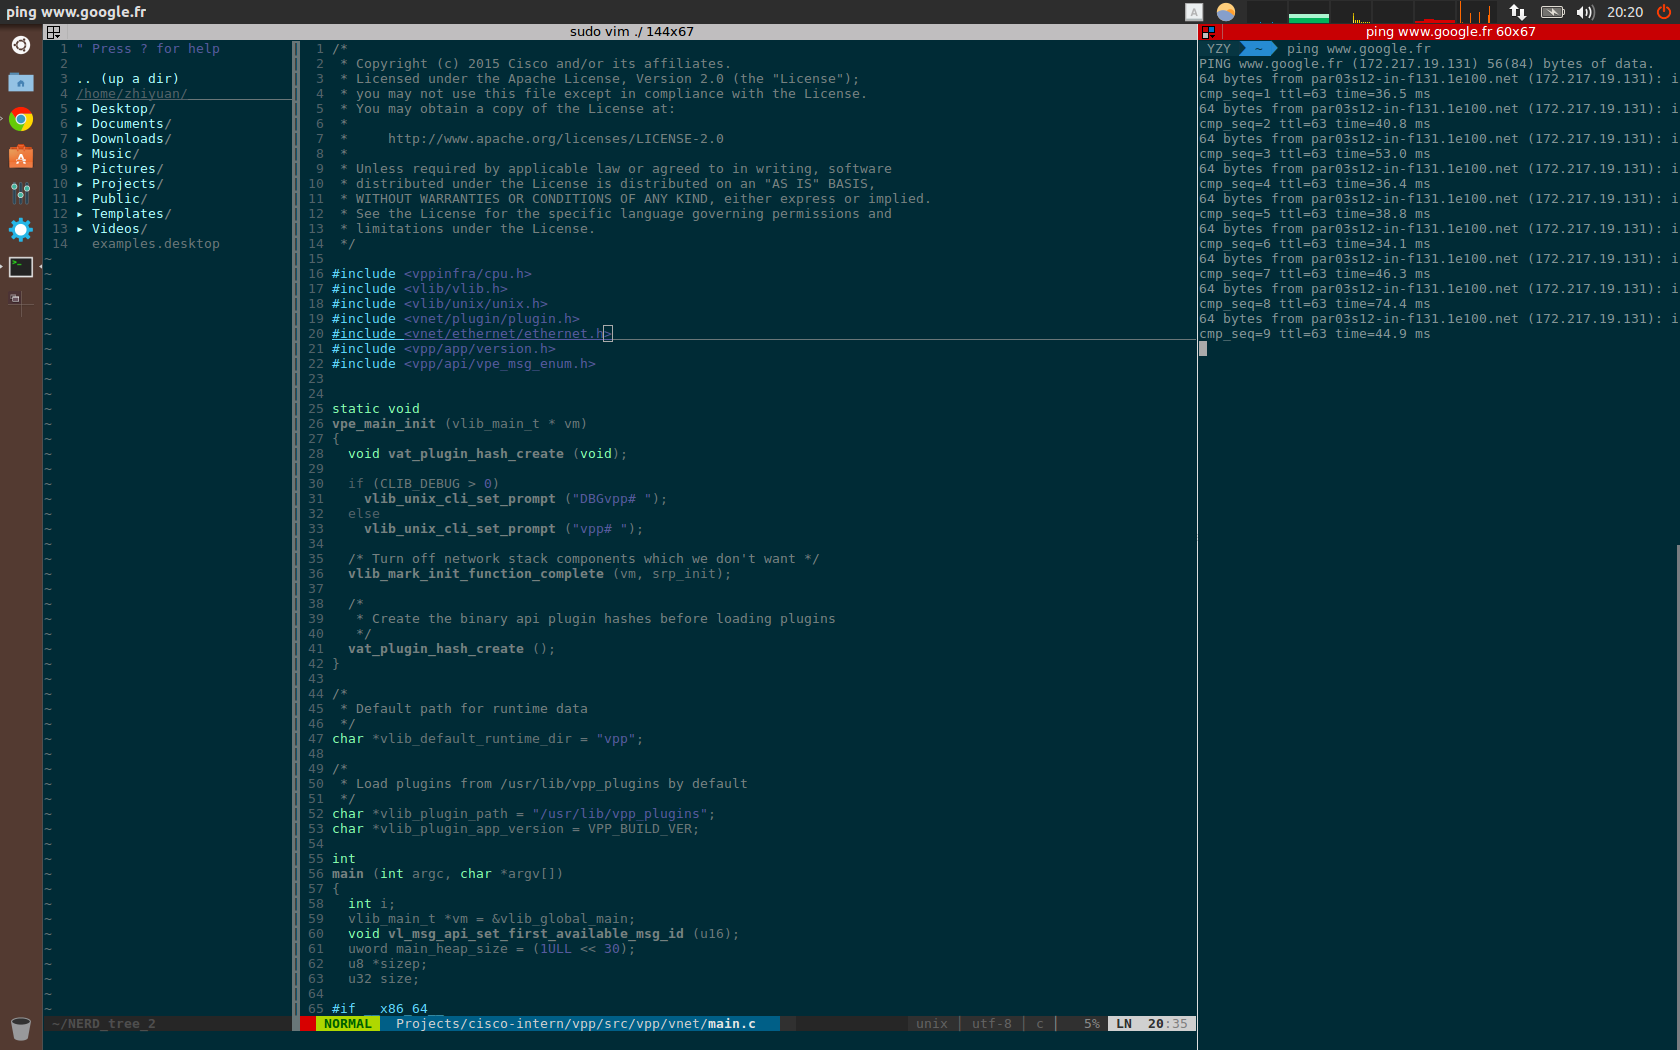 ping www.google.fr
20:20
sudo vim ./ 144x67
ping www.google.fr 60x67
1 " Press ? for help
2
3 .. (up a dir)
4 /home/zhiyuan/
5 ▸ Desktop/
6 ▸ Documents/
7 ▸ Downloads/
8 ▸ Music/
9 ▸ Pictures/
10 ▸ Projects/
11 ▸ Public/
12 ▸ Templates/
13 ▸ Videos/
14 examples.desktop
~/NERD_tree_2
1 /*
2  * Copyright (c) 2015 Cisco and/or its affiliates.
3  * Licensed under the Apache License, Version 2.0 (the "License");
4  * you may not use this file except in compliance with the License.
5  * You may obtain a copy of the License at:
6  *
7  *     http://www.apache.org/licenses/LICENSE-2.0
8  *
9  * Unless required by applicable law or agreed to in writing, software
10  * distributed under the License is distributed on an "AS IS" BASIS,
11  * WITHOUT WARRANTIES OR CONDITIONS OF ANY KIND, either express or implied.
12  * See the License for the specific language governing permissions and
13  * limitations under the License.
14  */
15
16 #include <vppinfra/cpu.h>
17 #include <vlib/vlib.h>
18 #include <vlib/unix/unix.h>
19 #include <vnet/plugin/plugin.h>
20 #include <vnet/ethernet/ethernet.h>
21 #include <vpp/app/version.h>
22 #include <vpp/api/vpe_msg_enum.h>
23
24
25 static void
26 vpe_main_init (vlib_main_t * vm)
27 {
28   void vat_plugin_hash_create (void);
29
30   if (CLIB_DEBUG > 0)
31     vlib_unix_cli_set_prompt ("DBGvpp# ");
32   else
33     vlib_unix_cli_set_prompt ("vpp# ");
34
35   /* Turn off network stack components which we don't want */
36   vlib_mark_init_function_complete (vm, srp_init);
37
38   /*
39    * Create the binary api plugin hashes before loading plugins
40    */
41   vat_plugin_hash_create ();
42 }
43
44 /*
45  * Default path for runtime data
46  */
47 char *vlib_default_runtime_dir = "vpp";
48
49 /*
50  * Load plugins from /usr/lib/vpp_plugins by default
51  */
52 char *vlib_plugin_path = "/usr/lib/vpp_plugins";
53 char *vlib_plugin_app_version = VPP_BUILD_VER;
54
55 int
56 main (int argc, char *argv[])
57 {
58   int i;
59   vlib_main_t *vm = &vlib_global_main;
60   void vl_msg_api_set_first_available_msg_id (u16);
61   uword main_heap_size = (1ULL << 30);
62   u8 *sizep;
63   u32 size;
64
65 #if __x86_64__
NORMAL Projects/cisco-intern/vpp/src/vpp/vnet/main.c unix | utf-8 | c | 5% LN 20:35
YZY ~ ping www.google.fr
PING www.google.fr (172.217.19.131) 56(84) bytes of data.
64 bytes from par03s12-in-f131.1e100.net (172.217.19.131): i
cmp_seq=1 ttl=63 time=36.5 ms
64 bytes from par03s12-in-f131.1e100.net (172.217.19.131): i
cmp_seq=2 ttl=63 time=40.8 ms
64 bytes from par03s12-in-f131.1e100.net (172.217.19.131): i
cmp_seq=3 ttl=63 time=53.0 ms
64 bytes from par03s12-in-f131.1e100.net (172.217.19.131): i
cmp_seq=4 ttl=63 time=36.4 ms
64 bytes from par03s12-in-f131.1e100.net (172.217.19.131): i
cmp_seq=5 ttl=63 time=38.8 ms
64 bytes from par03s12-in-f131.1e100.net (172.217.19.131): i
cmp_seq=6 ttl=63 time=34.1 ms
64 bytes from par03s12-in-f131.1e100.net (172.217.19.131): i
cmp_seq=7 ttl=63 time=46.3 ms
64 bytes from par03s12-in-f131.1e100.net (172.217.19.131): i
cmp_seq=8 ttl=63 time=74.4 ms
64 bytes from par03s12-in-f131.1e100.net (172.217.19.131): i
cmp_seq=9 ttl=63 time=44.9 ms